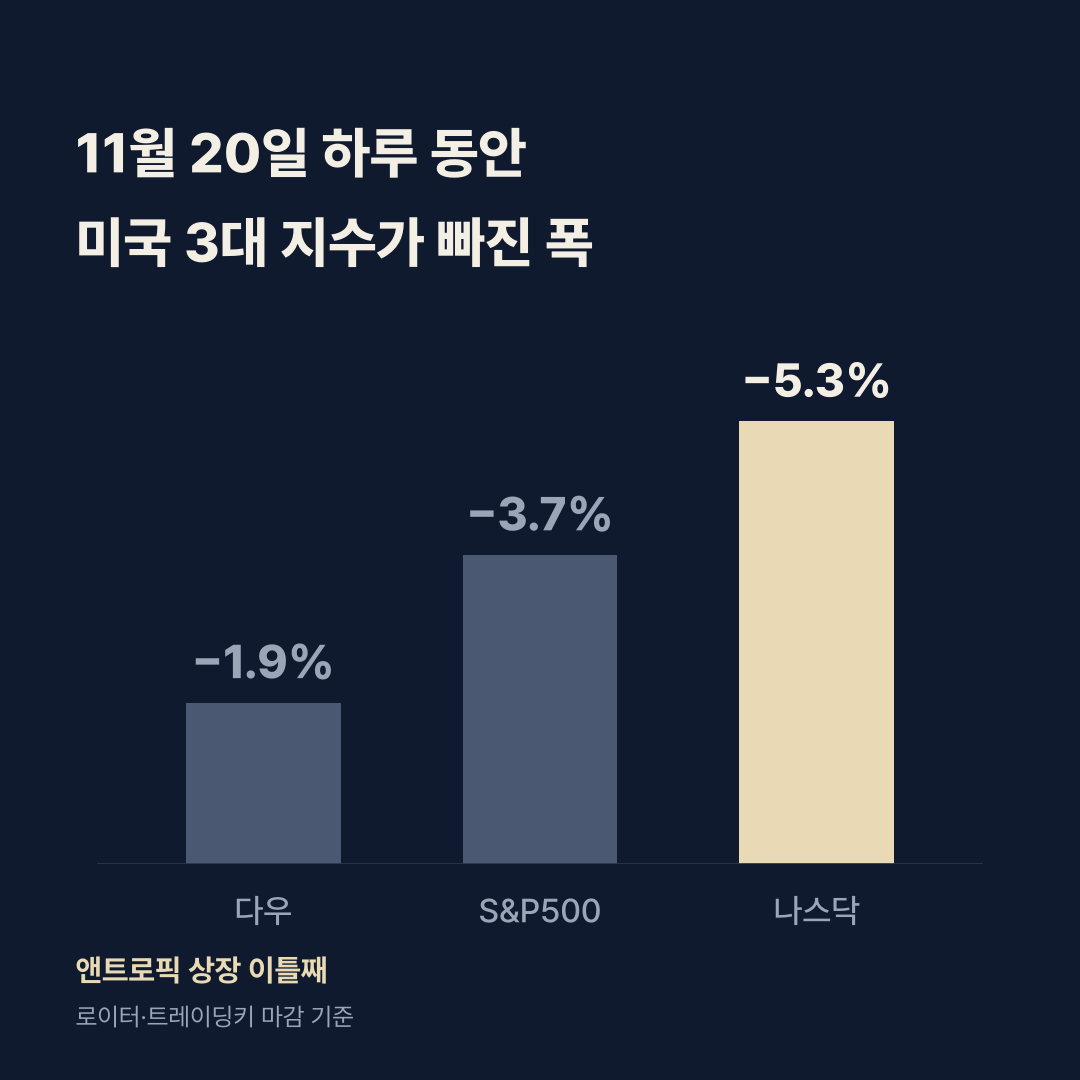 11월 20일 하루 동안
미국 3대 지수가 빠진 폭
−1.9%
−3.7%
−5.3%
다우
S&P500
나스닥
앤트로픽 상장 이틀째
로이터·트레이딩키 마감 기준